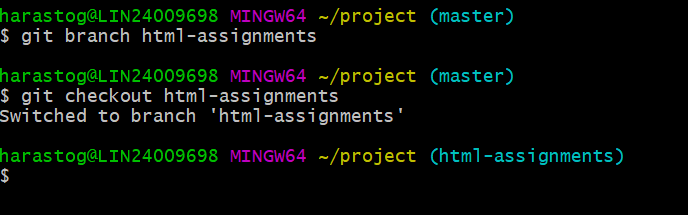 harastog@LIN24009698 MINGW64 ~/project (master)
$ git branch html-assignments
harastog@LIN24009698 MINGW64 ~/project (master)
$ git checkout html-assignments
Switched to branch 'html-assignments'
harastog@LIN24009698 MINGW64 ~/project (html-assignments)
$